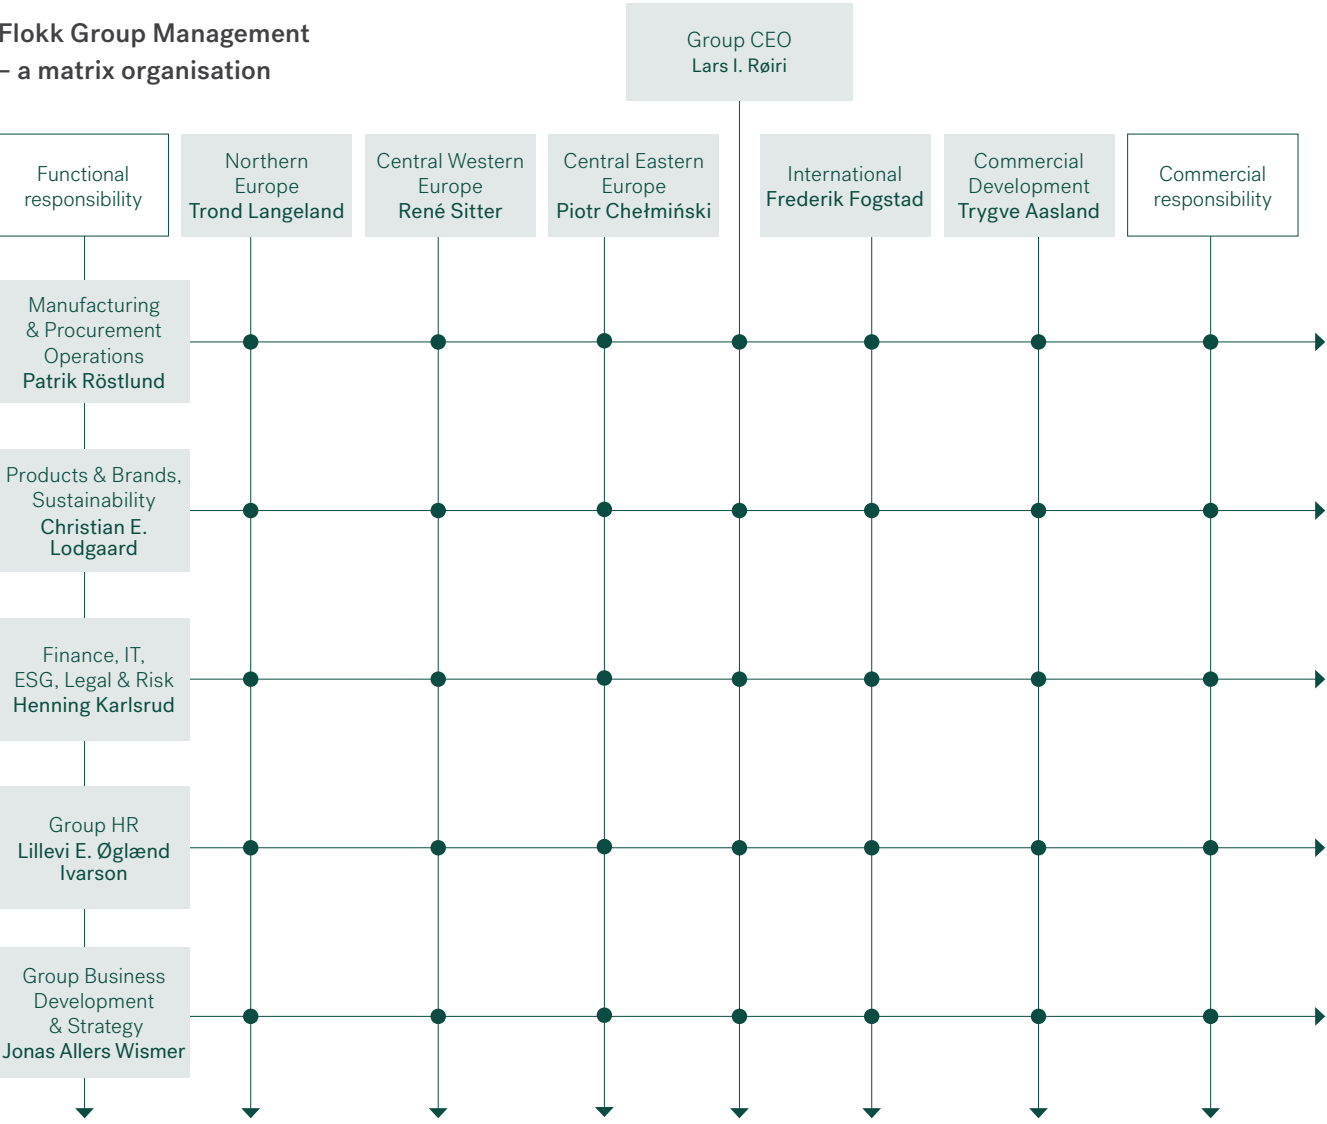 Flokk Group Management
– a matrix organisation
Group CEO
Lars I. Røiri
Functional
responsibility
Northern
Europe
Trond Langeland
Central Western
Europe
René Sitter
Central Eastern
Europe
Piotr Chełmiński
International
Frederik Fogstad
Commercial
Development
Trygve Aasland
Commercial
responsibility
Manufacturing
& Procurement
Operations
Patrik Röstlund
Products & Brands,
Sustainability
Christian E.
Lodgaard
Finance, IT,
ESG, Legal & Risk
Henning Karlsrud
Group HR
Lillevi E. Øglænd
Ivarson
Group Business
Development
& Strategy
Jonas Allers Wismer